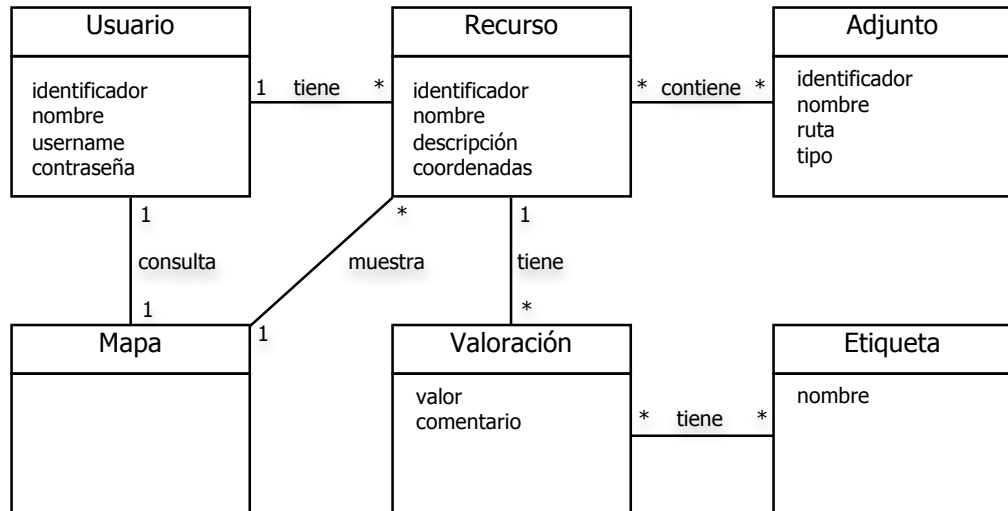 Usuario
identificador
nombre
username
contraseña
1 tiene *
Recurso
identificador
nombre
descripción
coordenadas
* contiene *
Adjunto
identificador
nombre
ruta
tipo
1
consulta
1
*
muestra
1
1
tiene
*
Mapa
Valoración
valor
comentario
* tiene *
Etiqueta
nombre